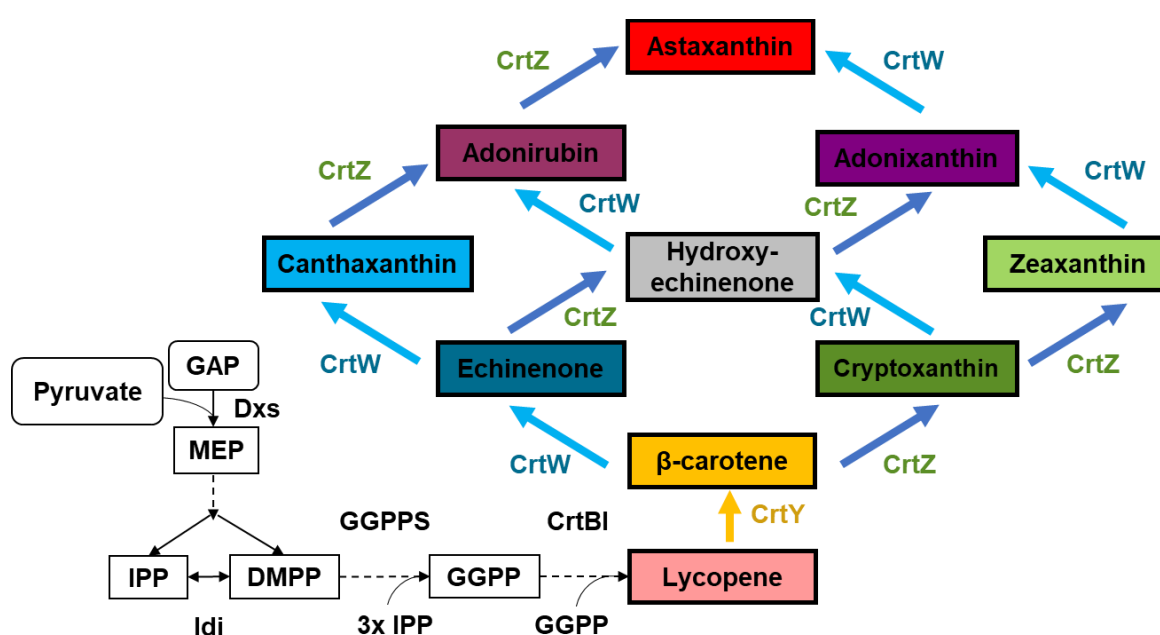 Astaxanthin
CrtZ
CrtW
Adonirubin
Adonixanthin
CrtZ
CrtW
CrtZ
CrtW
Canthaxanthin
Hydroxy-
echinenone
Zeaxanthin
CrtW
CrtZ
CrtW
CrtZ
Echinenone
Cryptoxanthin
GAP
Pyruvate
Dxs
MEP
β-carotene
CrtW
CrtZ
GGPPS
CrtBI
CrtY
IPP
DMPP
GGPP
Lycopene
Idi
3x IPP
GGPP